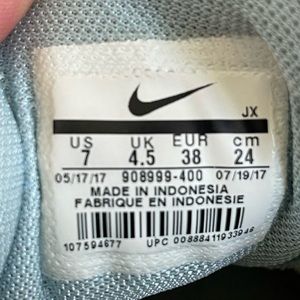 JX
US UK EUR cm
7 4.5 38 24
05/17/17 908999-400 07/19/17
MADE IN INDONESIA
FABRIQUE EN INDONESIE
107594677 UPC 00888411933946